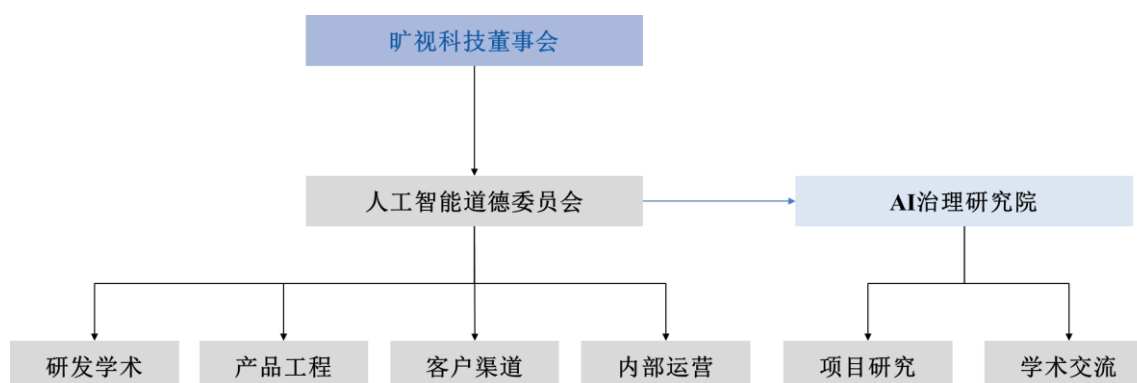 旷视科技董事会
人工智能道德委员会
AI治理研究院
研发学术
产品工程
客户渠道
内部运营
项目研究
学术交流